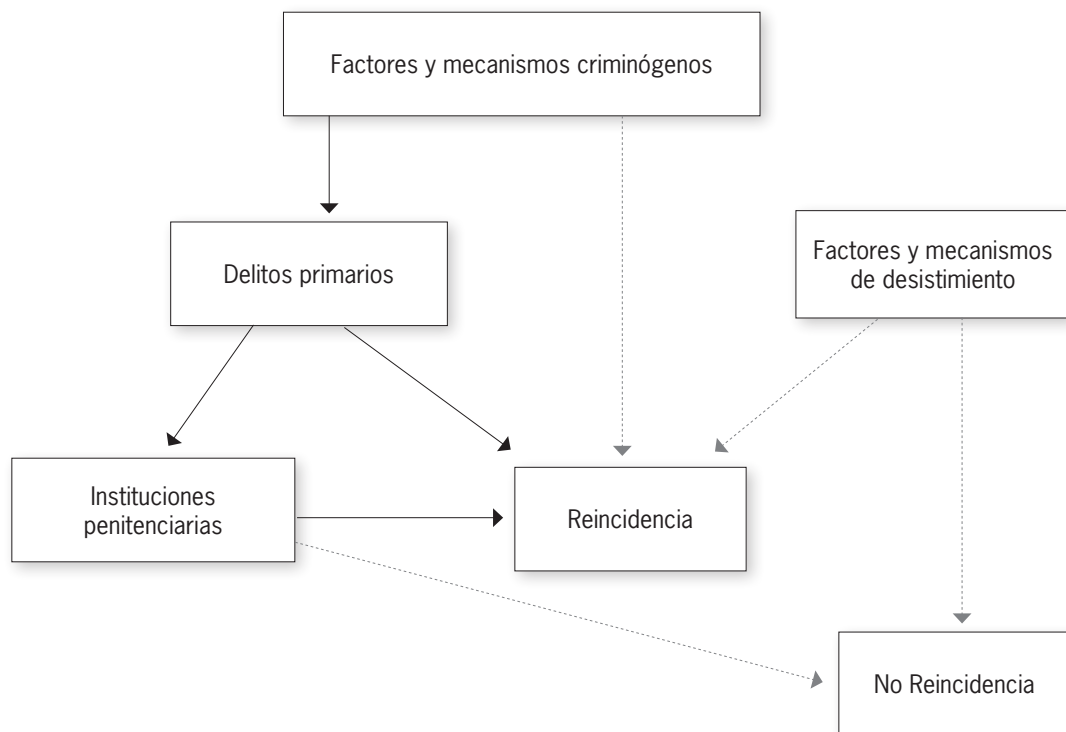 Factores y mecanismos criminógenos
Delitos primarios
Factores y mecanismos
de desistimiento
Instituciones
penitenciarias
Reincidencia
No Reincidencia